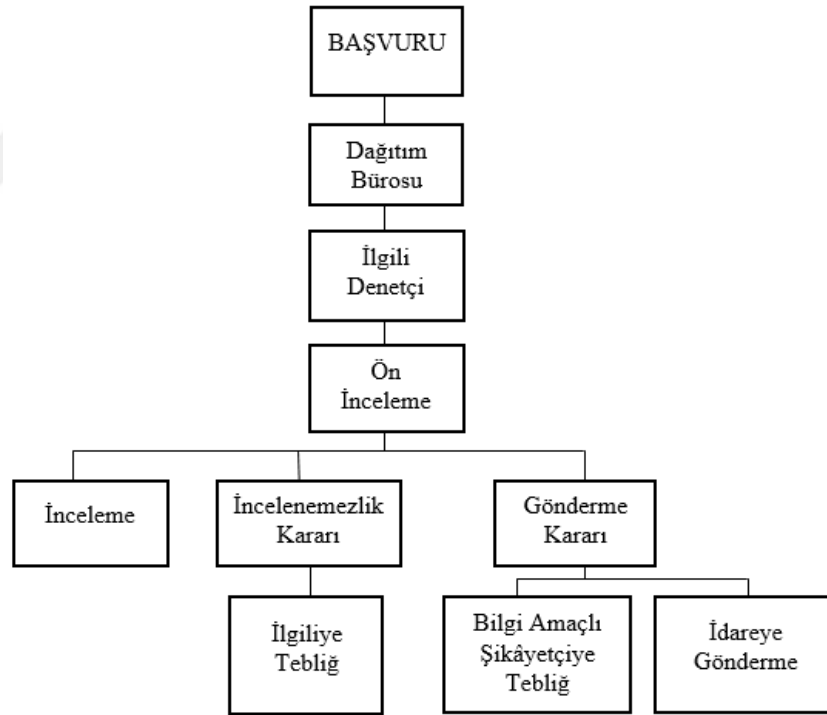 BAŞVURU
Dağıtım
Bürosu
İlgili
Denetçi
Ön
İnceleme
İnceleme
İncelenemezlik
Kararı
Gönderme
Kararı
İlgiliye
Tebliğ
Bilgi Amaçlı
Şikâyetçiye
Tebliğ
İdareye
Gönderme